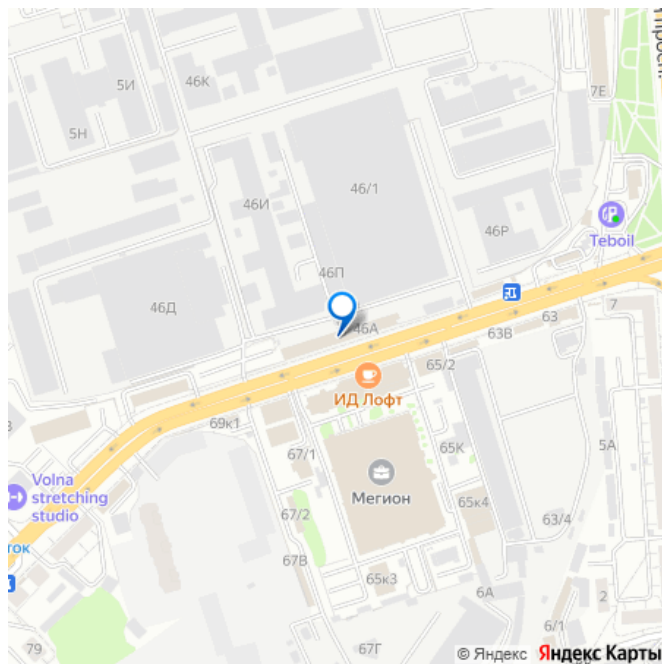 Просп
5И
46К
7Е
5Н
46/1
46И
46Р
Teboil
46П
46Д
7
46А
63
63В
65/2
ИД Лофт
69к1
5А
67/1
65К
Volna
stretching
studio
Мегион
65к4
67/2
63/4
ток
67В
65к3
6А
2
6/1
79
67Г
© Яндекс Яндекс Карты